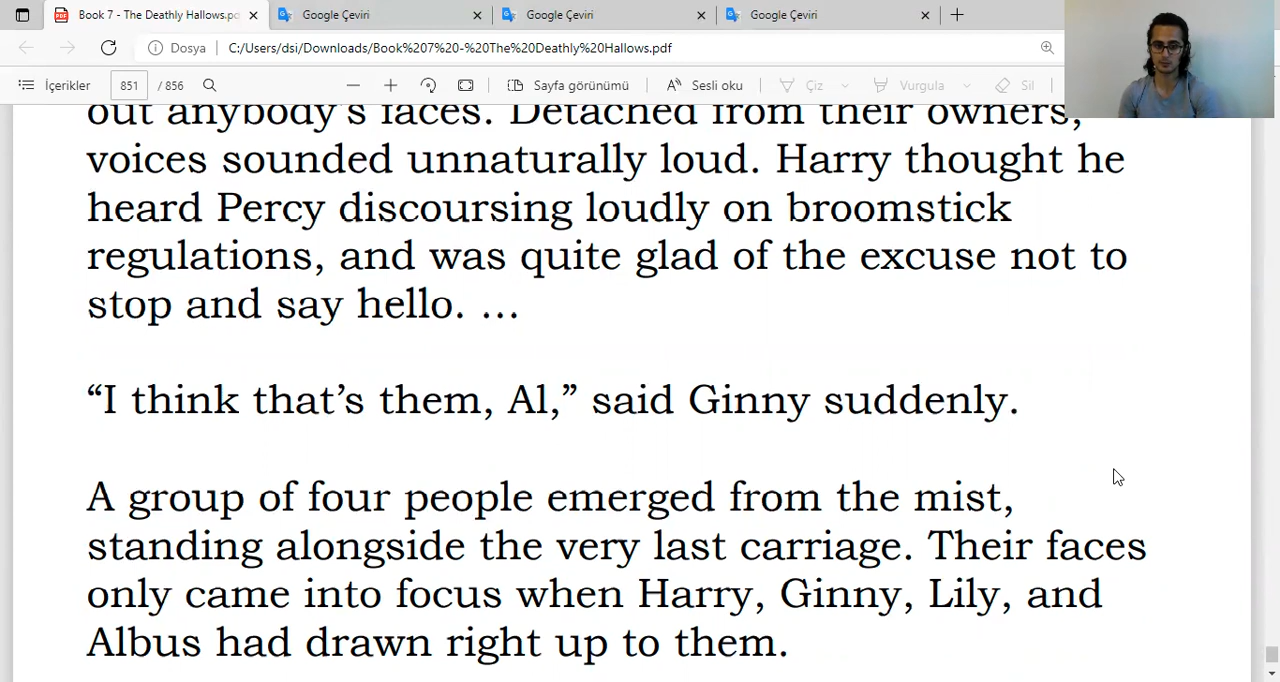 Book 7 - The Deathly Hallows.pd
Google Çeviri
Google Çeviri
Google Çeviri
Dosya
C:/Users/dsi/Downloads/Book%207%20-%20The%20Deathly%20Hallows.pdf
İçerikler
851 / 856
Sayfa görünümü
Sesli oku
Çiz
Vurgula
Sil
out anybody's faces. Detached from their owners,
voices sounded unnaturally loud. Harry thought he
heard Percy discoursing loudly on broomstick
regulations, and was quite glad of the excuse not to
stop and say hello. …
“I think that’s them, Al,” said Ginny suddenly.
A group of four people emerged from the mist,
standing alongside the very last carriage. Their faces
only came into focus when Harry, Ginny, Lily, and
Albus had drawn right up to them.